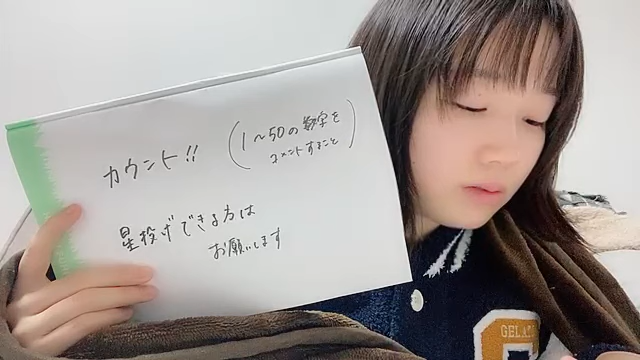 カウント!!
(1~50の数字を
コメントすること)
星投げできる方は
お願いします
GELA